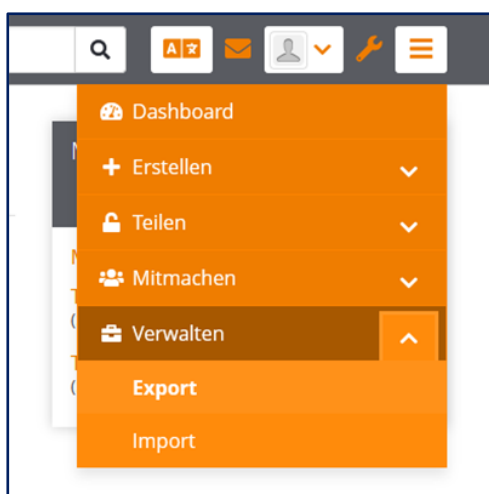 Dashboard
Erstellen
Teilen
Mitmachen
Verwalten
Export
Import